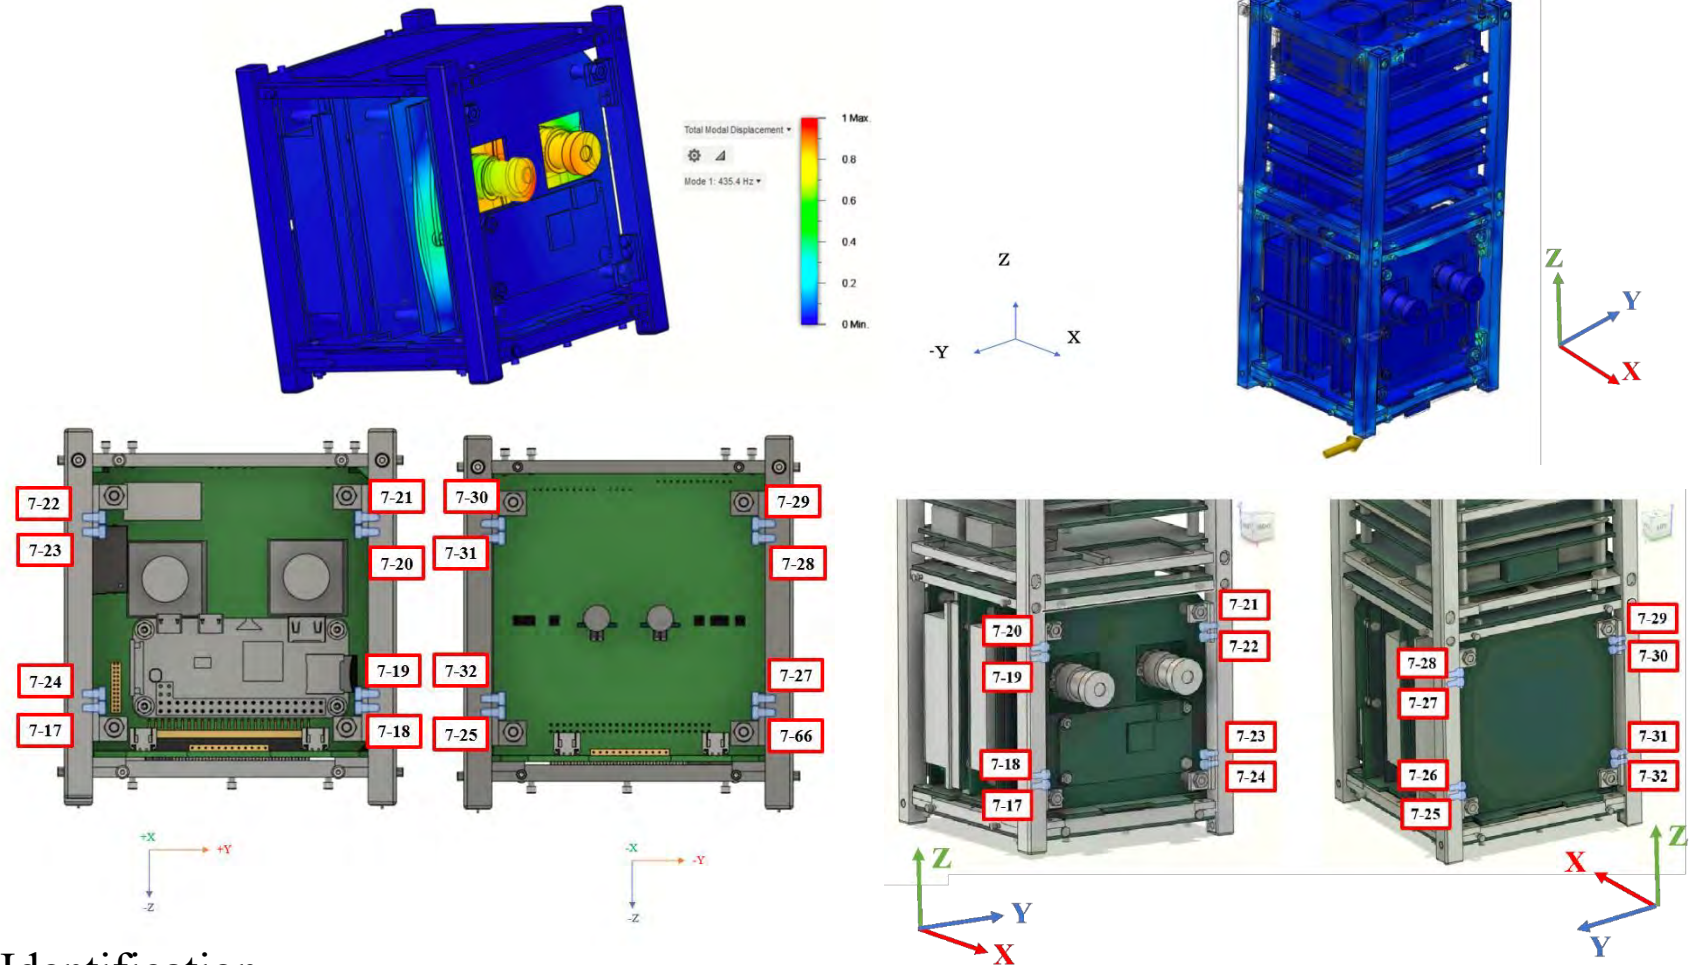 Total Modal Displacement
Mode 1: 435.4 Hz
1 Max.
0.8
0.6
0.4
0.2
0 Min.
Z
-Y
X
Z
Y
X
7-22
7-21
7-23
7-20
7-24
7-19
7-17
7-18
+X
+Y
-Z
7-30
7-29
7-31
7-28
7-32
7-27
7-25
7-66
-X
-Y
-Z
7-20
7-21
7-19
7-22
7-18
7-23
7-17
7-24
Z
Y
X
7-28
7-29
7-27
7-30
7-26
7-31
7-25
7-32
Z
X
Y